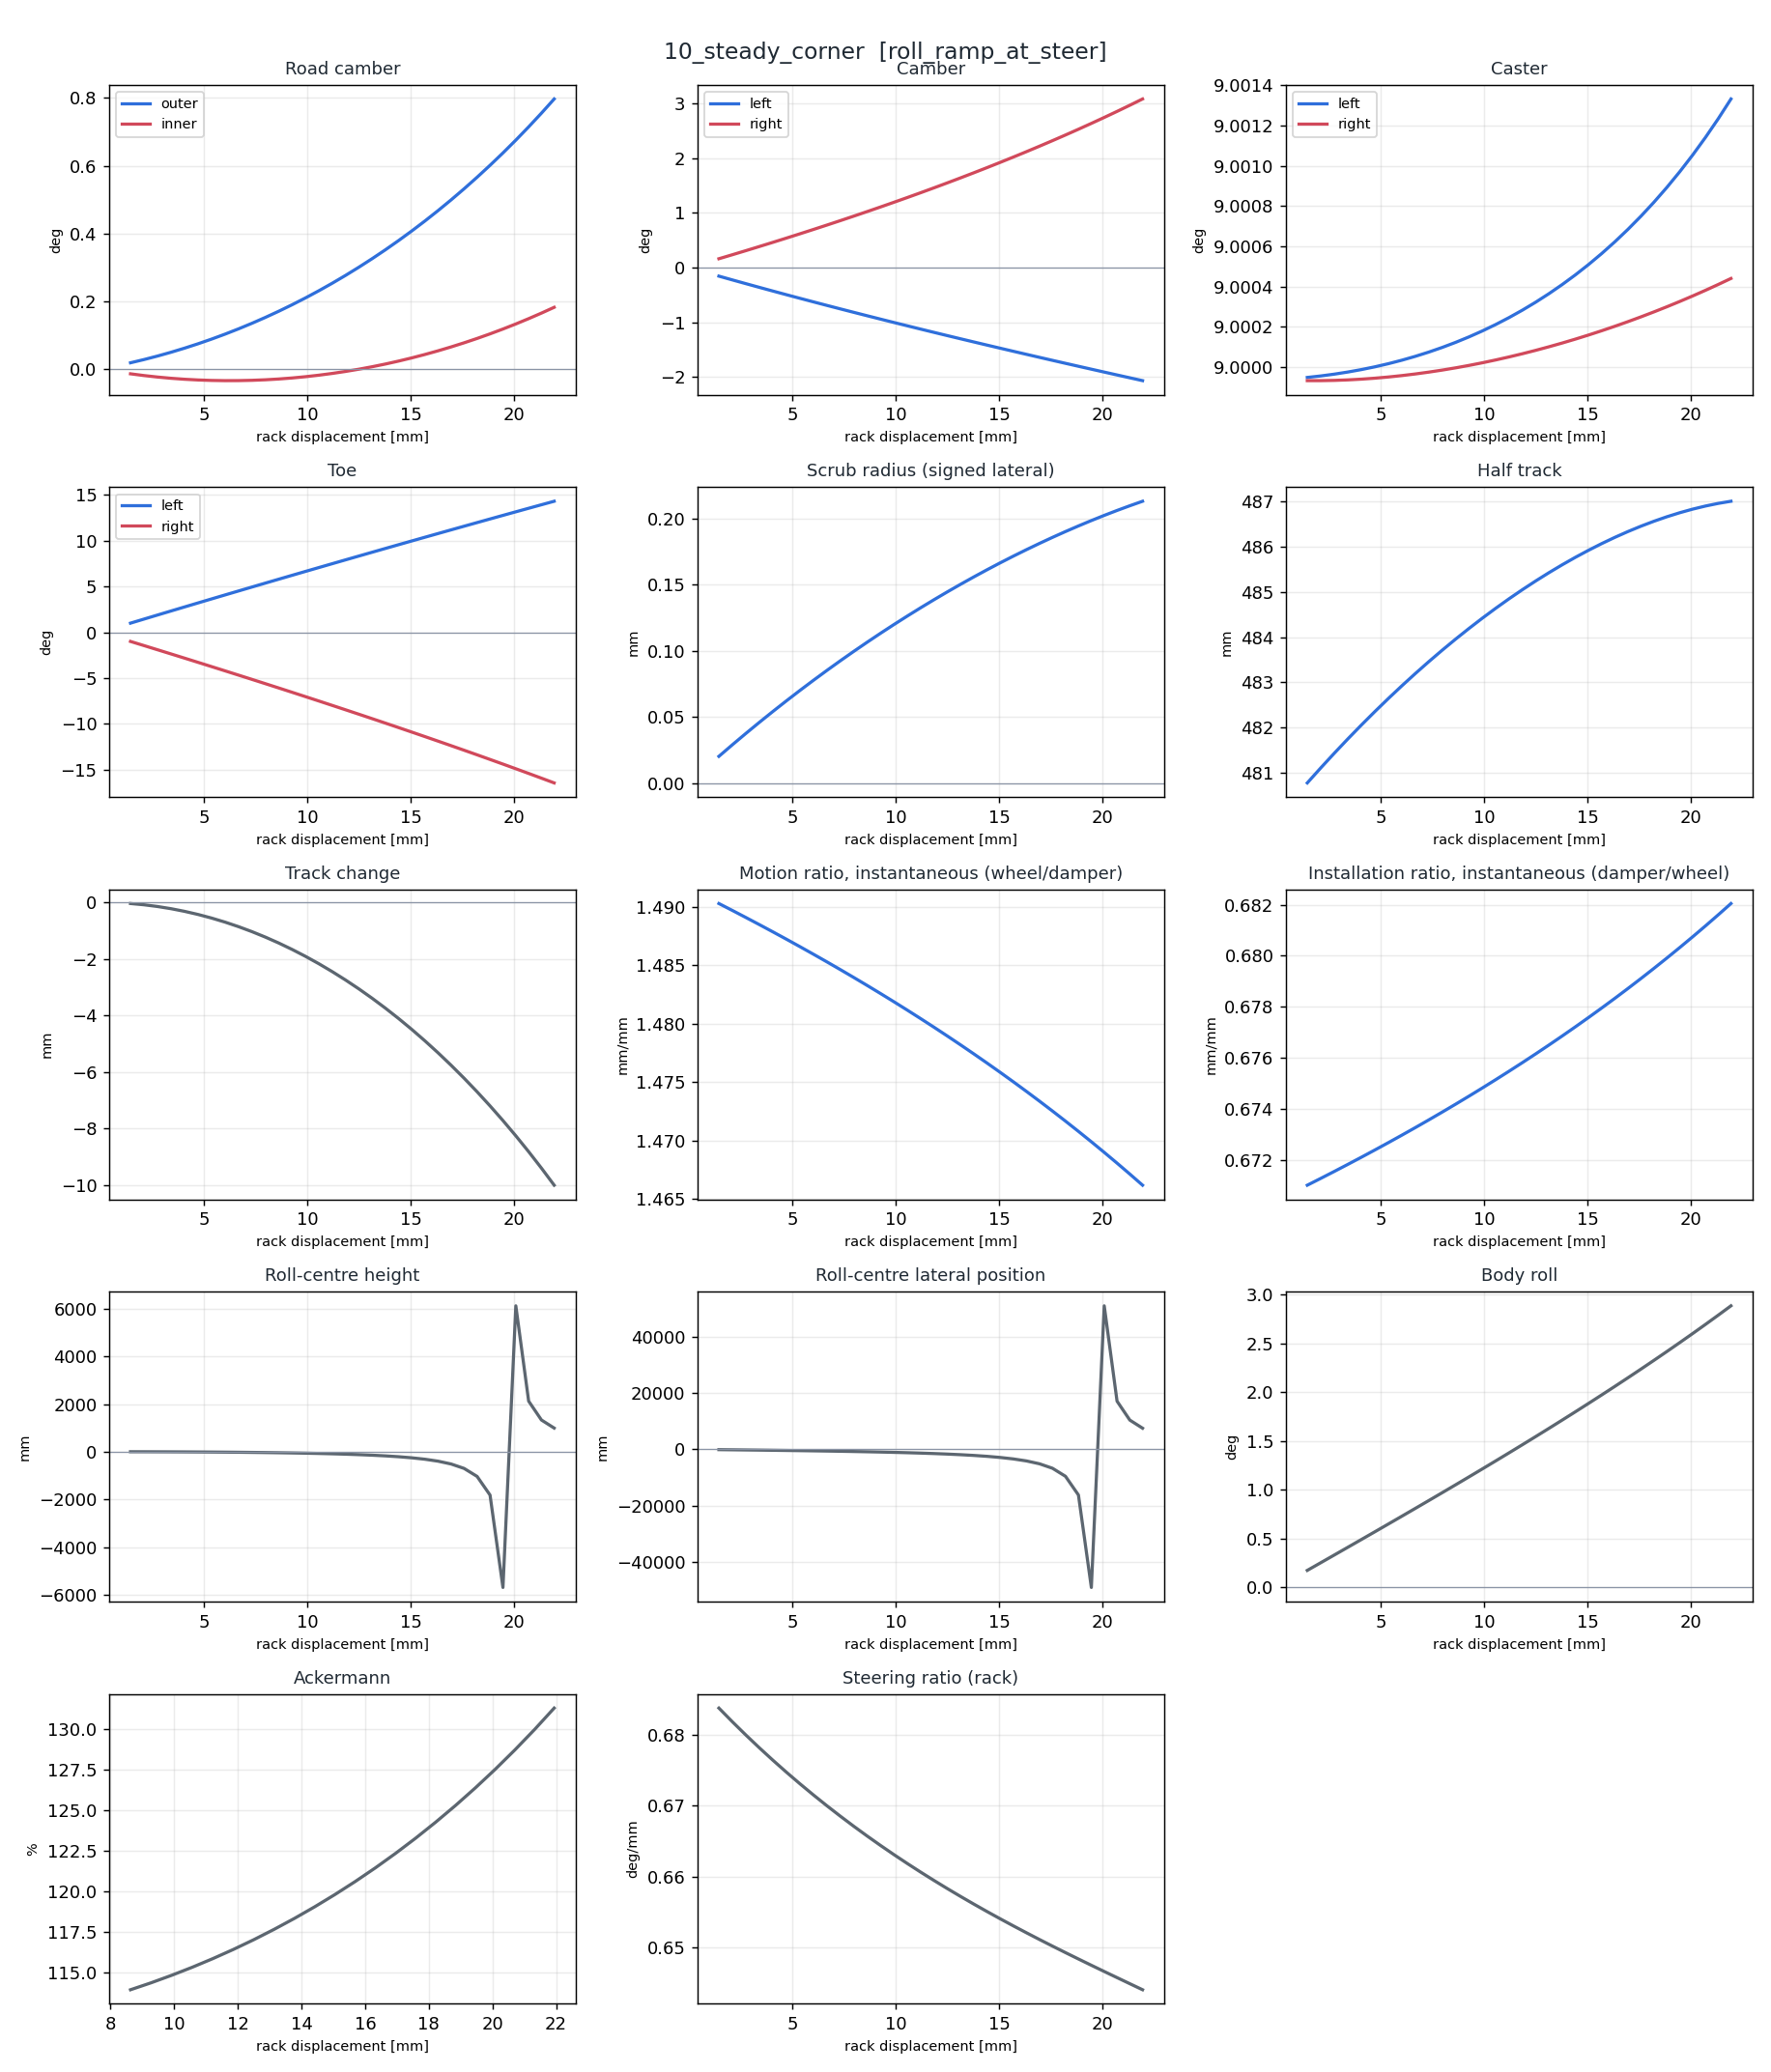 10_steady_corner [roll_ramp_at_steer]
Road camber
Camber
Caster
outer
inner
left
right
left
right
0.8
0.6
0.4
0.2
0.0
deg
5 10 15 20
rack displacement [mm]
3
2
1
0
−1
−2
deg
5 10 15 20
rack displacement [mm]
9.0014
9.0012
9.0010
9.0008
9.0006
9.0004
9.0002
9.0000
deg
5 10 15 20
rack displacement [mm]
Toe
left
right
15
10
5
0
−5
−10
−15
deg
5 10 15 20
rack displacement [mm]
Scrub radius (signed lateral)
0.20
0.15
0.10
0.05
0.00
mm
5 10 15 20
rack displacement [mm]
Half track
487
486
485
484
483
482
481
mm
5 10 15 20
rack displacement [mm]
Track change
0
−2
−4
−6
−8
−10
mm
5 10 15 20
rack displacement [mm]
Motion ratio, instantaneous (wheel/damper)
1.490
1.485
1.480
1.475
1.470
1.465
mm/mm
5 10 15 20
rack displacement [mm]
Installation ratio, instantaneous (damper/wheel)
0.682
0.680
0.678
0.676
0.674
0.672
mm/mm
5 10 15 20
rack displacement [mm]
Roll-centre height
6000
4000
2000
0
−2000
−4000
−6000
mm
5 10 15 20
rack displacement [mm]
Roll-centre lateral position
40000
20000
0
−20000
−40000
mm
5 10 15 20
rack displacement [mm]
Body roll
3.0
2.5
2.0
1.5
1.0
0.5
0.0
deg
5 10 15 20
rack displacement [mm]
Ackermann
130.0
127.5
125.0
122.5
120.0
117.5
115.0
%
8 10 12 14 16 18 20 22
rack displacement [mm]
Steering ratio (rack)
0.68
0.67
0.66
0.65
deg/mm
5 10 15 20
rack displacement [mm]